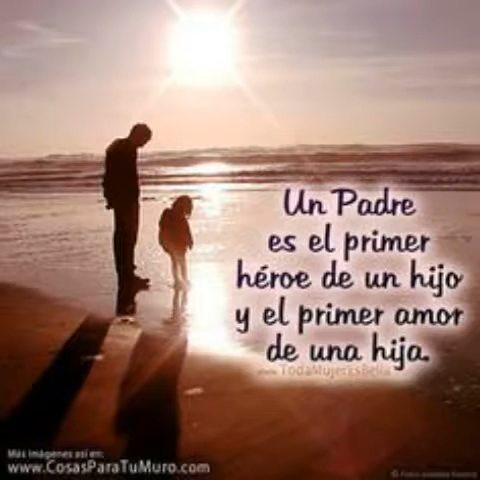 Un Padre
es el primer
héroe de un hijo
y el primer amor
de una hija.
www.TodaMujerEsBella
Más imágenes así en:
www.CosasParaTuMuro.com